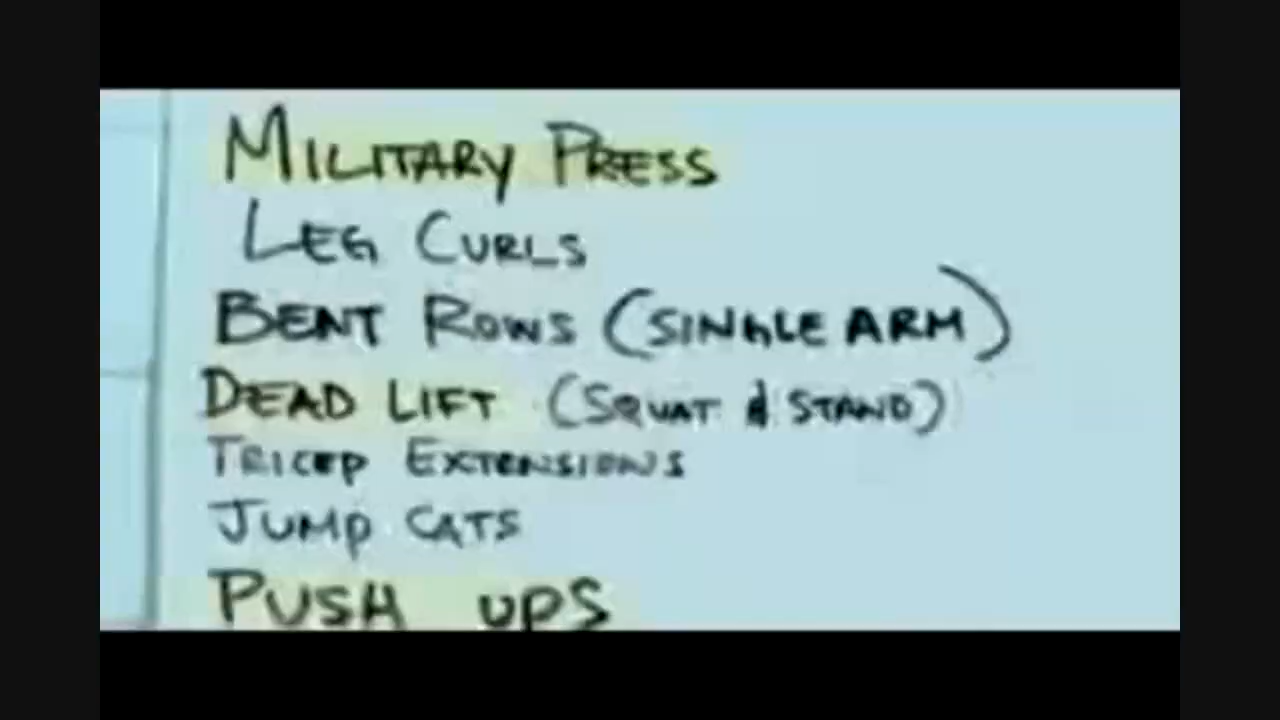 MILITARY PRESS
LEG CURLS
BENT ROWS (SINGLE ARM)
DEAD LIFT (SQUAT & STAND)
TRICEP EXTENSIONS
JUMP CATS
PUSH UPS